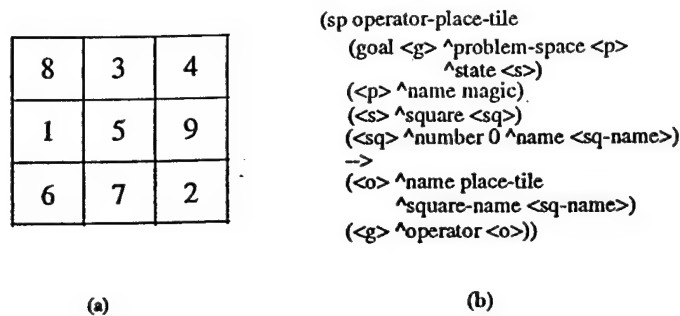 8 3 4
1 5 9
6 7 2
(a)
(sp operator-place-tile
(goal <g> ^problem-space <p>
^state <s>)
(<p> ^name magic)
(<s> ^square <sq>)
(<sq> ^number 0 ^name <sq-name>)
-->
(<o> ^name place-tile
^square-name <sq-name>)
(<g> ^operator <o>))
(b)